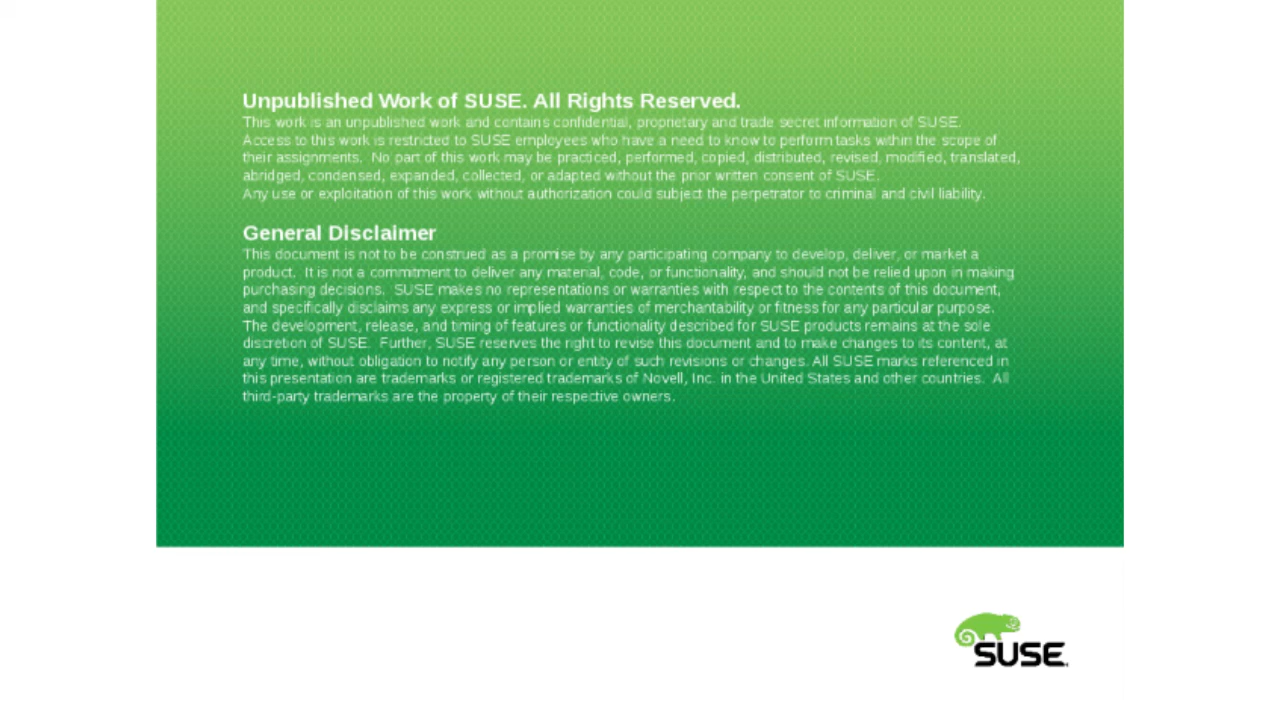 Unpublished Work of SUSE. All Rights Reserved.
This work is an unpublished work and contains confidential, proprietary and trade secret information of SUSE.
Access to this work is restricted to SUSE employees who have a need to know to perform tasks within the scope of
their assignments.  No part of this work may be practiced, performed, copied, distributed, revised, modified, translated,
abridged, condensed, expanded, collected, or adapted without the prior written consent of SUSE.
Any use or exploitation of this work without authorization could subject the perpetrator to criminal and civil liability.
General Disclaimer
This document is not to be construed as a promise by any participating company to develop, deliver, or market a
product.  It is not a commitment to deliver any material, code, or functionality, and should not be relied upon in making
purchasing decisions.  SUSE makes no representations or warranties with respect to the contents of this document,
and specifically disclaims any express or implied warranties of merchantability or fitness for any particular purpose.
The development, release, and timing of features or functionality described for SUSE products remains at the sole
discretion of SUSE.  Further, SUSE reserves the right to revise this document and to make changes to its content, at
any time, without obligation to notify any person or entity of such revisions or changes. All SUSE marks referenced in
this presentation are trademarks or registered trademarks of Novell, Inc. in the United States and other countries.  All
third-party trademarks are the property of their respective owners.
SUSE